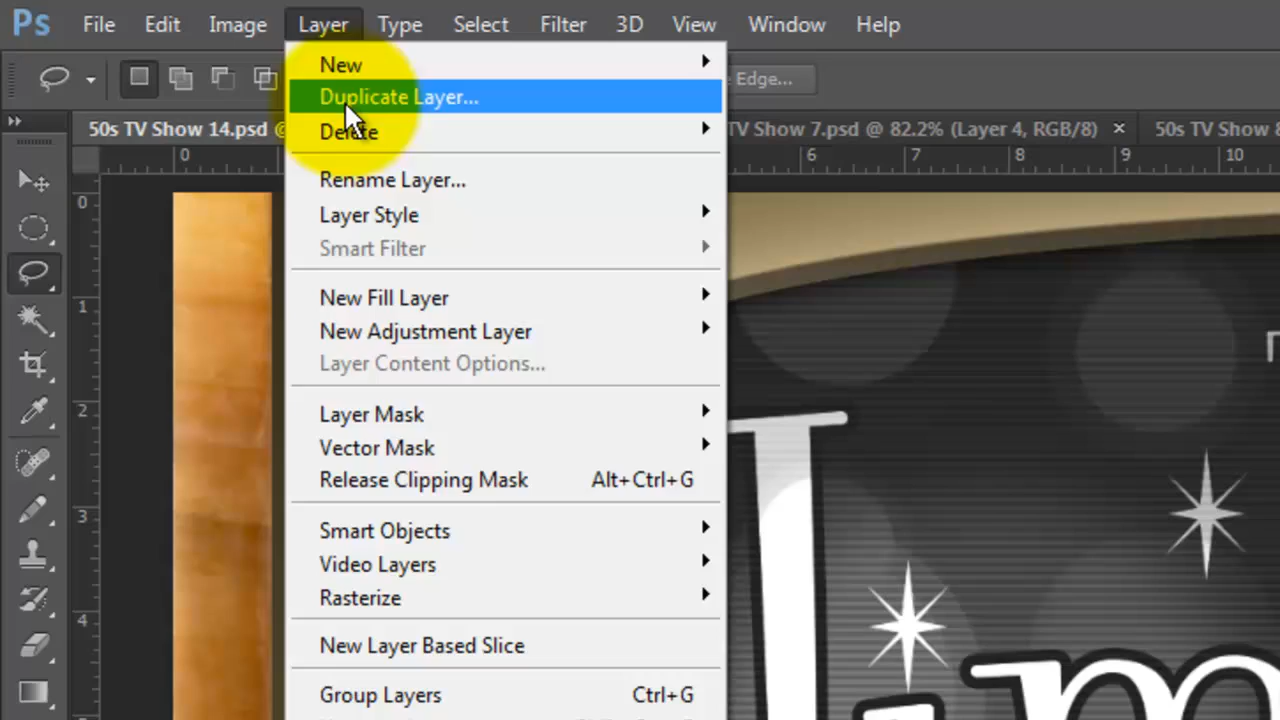 Ps File Edit Image Layer Type Select Filter 3D View Window Help
New
Edge...
Duplicate Layer...
50s TV Show 14.psd @
Delete
TV Show 7.psd @ 82.2% (Layer 4, RGB/8) ×
50s TV Show 8
0 6 7 8 9 10
Rename Layer...
0
Layer Style
Smart Filter
New Fill Layer
1
New Adjustment Layer
Layer Content Options...
2
Layer Mask
Vector Mask
Release Clipping Mask Alt+Ctrl+G
3
Smart Objects
Video Layers
Rasterize
4
New Layer Based Slice
Group Layers Ctrl+G